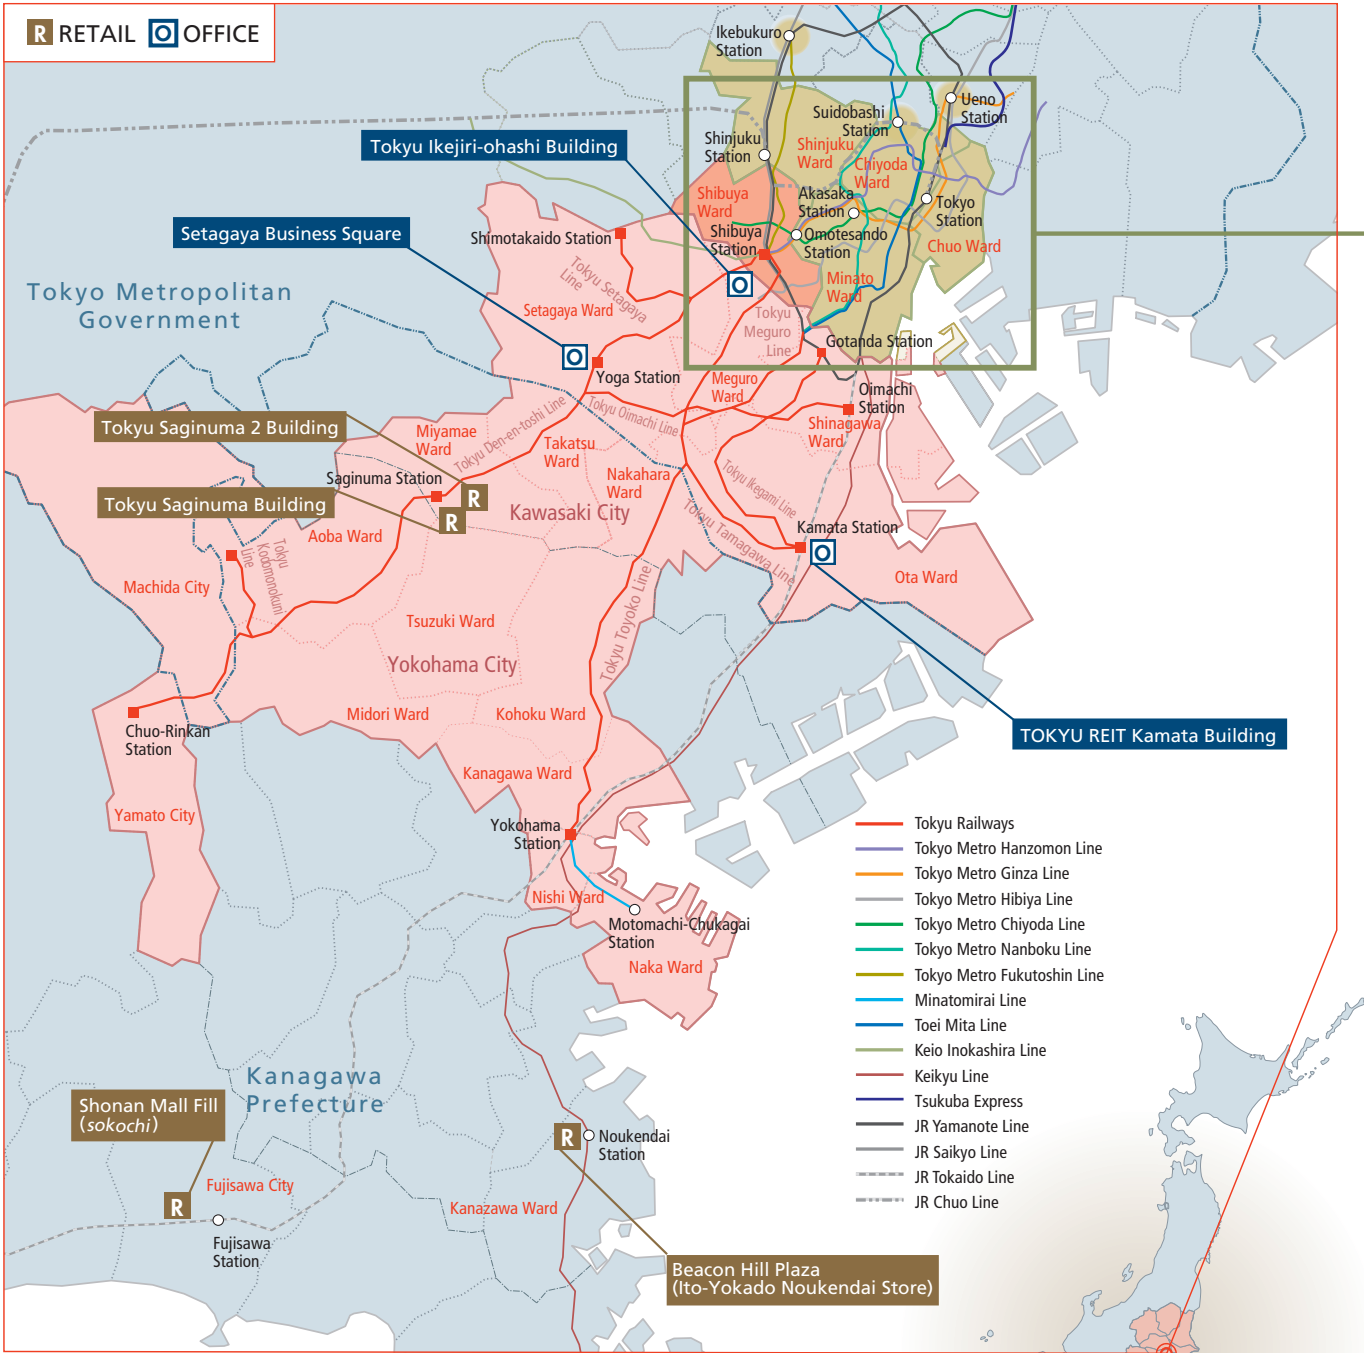 R RETAIL O OFFICE
Ikebukuro
Station
Ueno
Station
Suidobashi
Station
Tokyu Ikejiri-ohashi Building
Shinjuku
Station
Shinjuku
Ward
Chiyoda
Ward
Shibuya
Ward
Akasaka
Station
Tokyo
Station
Setagaya Business Square
Shimotakaido Station
Shibuya
Station
Omotesando
Station
Chuo Ward
Tokyu Setagaya
Line
O
Minato
Ward
Tokyo Metropolitan
Government
Setagaya Ward
Tokyu
Meguro
Line
Gotanda Station
O
Yoga Station
Meguro
Ward
Oimachi
Station
Tokyu Oimachi Line
Shinagawa
Ward
Tokyu Saginuma 2 Building
Miyamae
Ward
Tokyu Den-en-toshi Line
Takatsu
Ward
Saginuma Station
Nakahara
Ward
Tokyu Ikegami Line
R
Tokyu Saginuma Building
R
Kawasaki City
Tokyu Tamagawa Line
Kamata Station
O
Aoba Ward
Tokyu
Kodomonokuni
Line
Machida City
Ota Ward
Tsuzuki Ward
Tokyu Toyoko Line
Yokohama City
Midori Ward
Kohoku Ward
Chuo-Rinkan
Station
TOKYU REIT Kamata Building
Kanagawa Ward
Yamato City
Yokohama
Station
Nishi Ward
Motomachi-Chukagai
Station
Naka Ward
Tokyu Railways
Tokyo Metro Hanzomon Line
Tokyo Metro Ginza Line
Tokyo Metro Hibiya Line
Tokyo Metro Chiyoda Line
Tokyo Metro Nanboku Line
Tokyo Metro Fukutoshin Line
Minatomirai Line
Toei Mita Line
Keio Inokashira Line
Keikyu Line
Tsukuba Express
JR Yamanote Line
JR Saikyo Line
JR Tokaido Line
JR Chuo Line
Kanagawa
Prefecture
Shonan Mall Fill
(sokochi)
R
Noukendai
Station
Fujisawa City
R
Kanazawa Ward
Fujisawa
Station
Beacon Hill Plaza
(Ito-Yokado Noukendai Store)